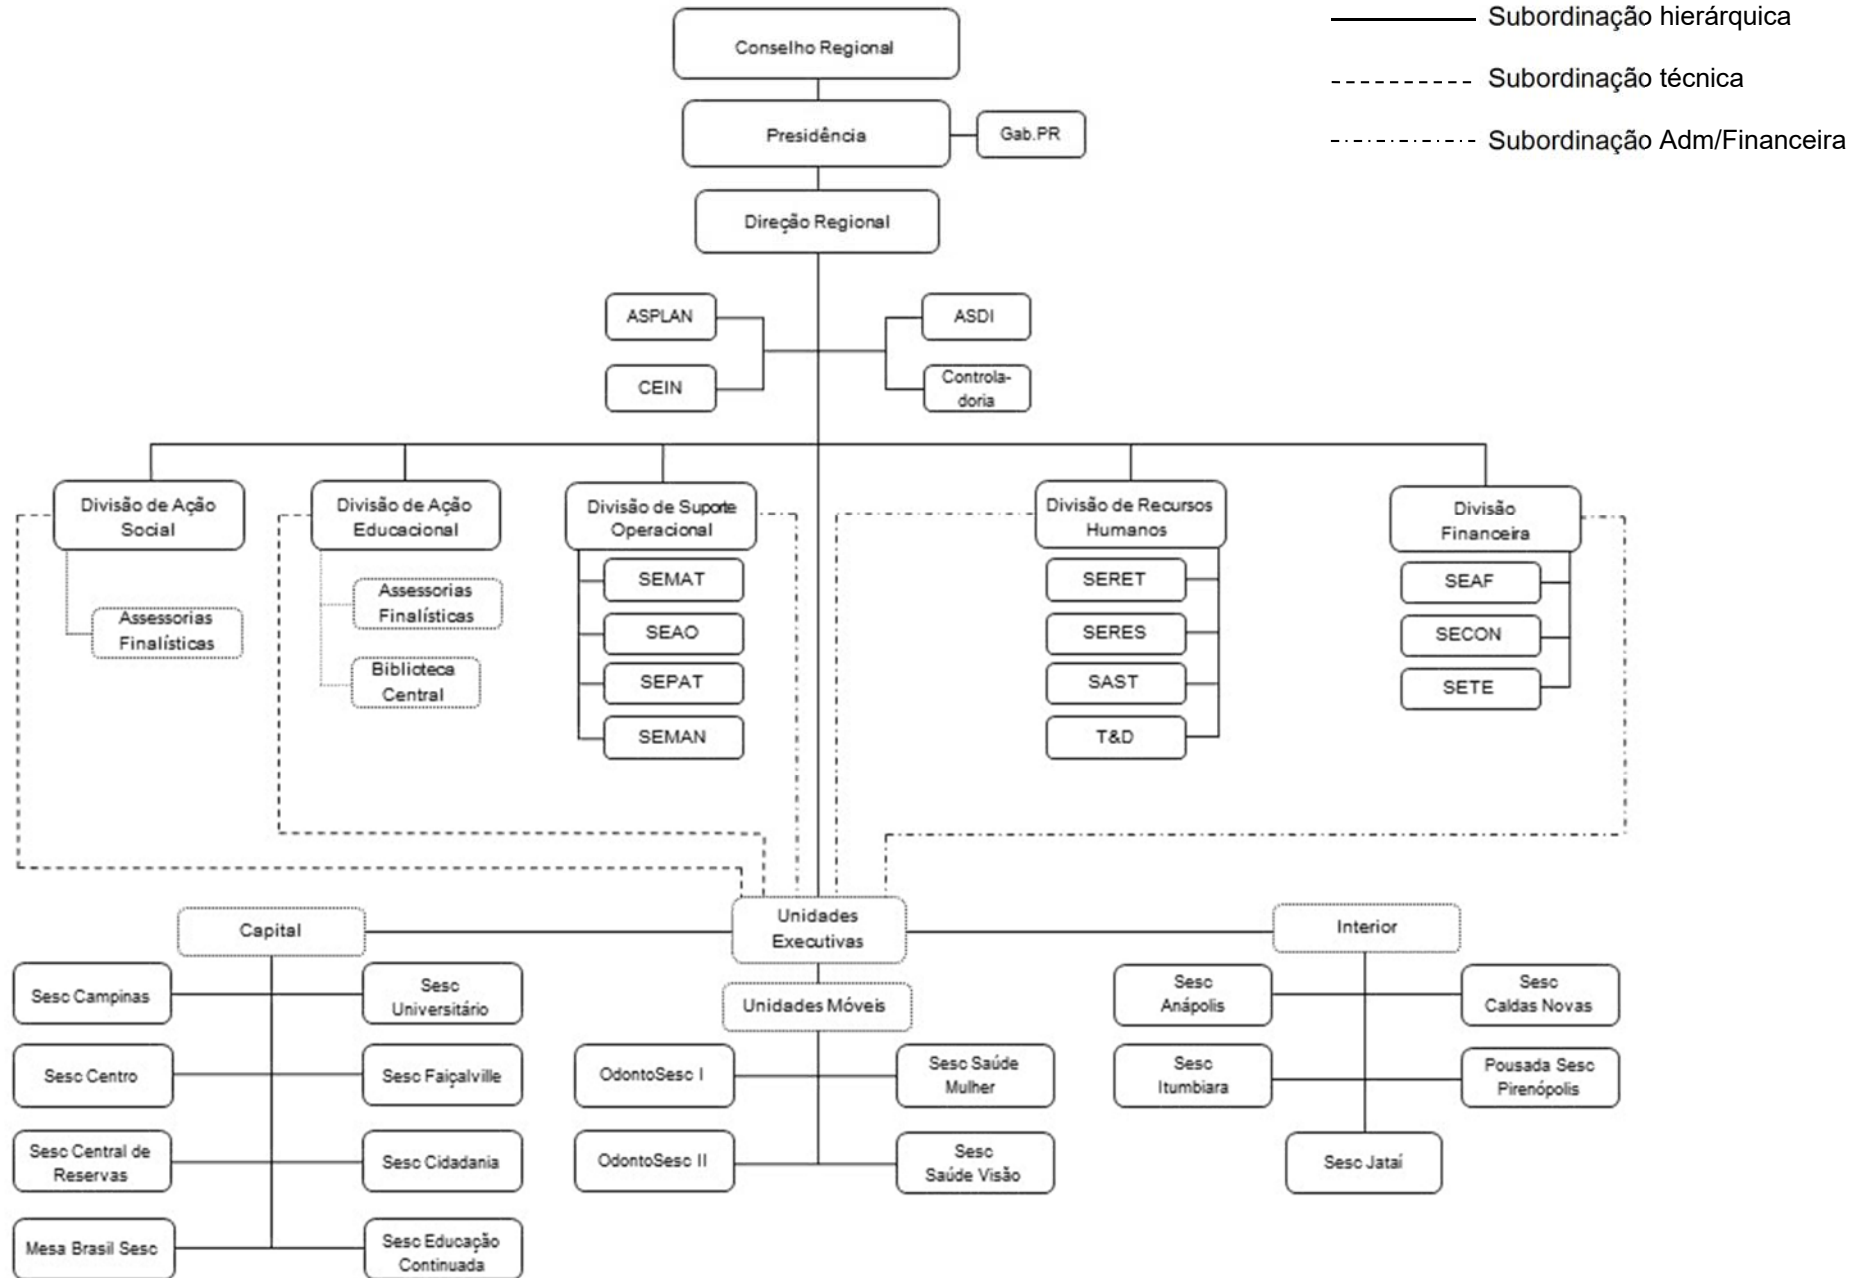 Subordinação hierárquica
Subordinação técnica
Subordinação Adm/Financeira
Conselho Regional
Presidência
Gab.PR
Direção Regional
ASPLAN
ASDI
CEIN
Controla-
doria
Divisão de Ação
Social
Divisão de Ação
Educacional
Divisão de Suporte
Operacional
Divisão de Recursos
Humanos
Divisão
Financeira
Assessorias
Finalísticas
Assessorias
Finalísticas
Biblioteca
Central
SEMAT
SEAO
SEPAT
SEMAN
SERET
SERES
SAST
T&D
SEAF
SECON
SETE
Unidades
Executivas
Capital
Interior
Sesc Campinas
Sesc
Universitário
Sesc Centro
Sesc Faiçalville
Sesc Central de
Reservas
Sesc Cidadania
Mesa Brasil Sesc
Sesc Educação
Continuada
Unidades Móveis
OdontoSesc I
Sesc Saúde
Mulher
OdontoSesc II
Sesc
Saúde Visão
Sesc
Anápolis
Sesc
Caldas Novas
Sesc
Itumbiara
Pousada Sesc
Pirenópolis
Sesc Jataí